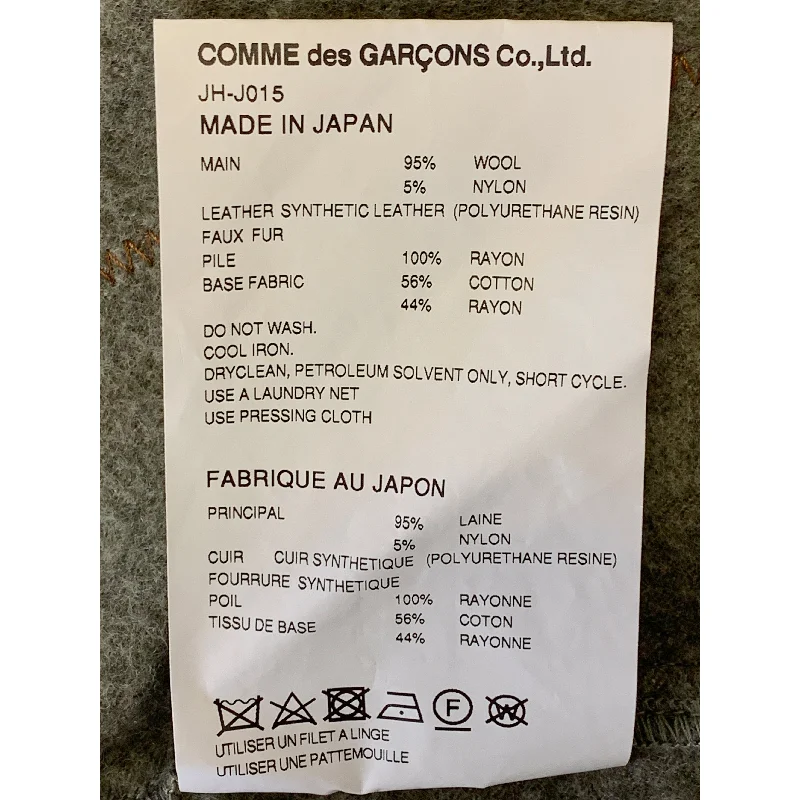 COMME des GARÇONS Co.,Ltd.
JH-J015
MADE IN JAPAN
MAIN 95% WOOL
5% NYLON
LEATHER SYNTHETIC LEATHER (POLYURETHANE RESIN)
FAUX FUR
PILE 100% RAYON
BASE FABRIC 56% COTTON
44% RAYON
DO NOT WASH.
COOL IRON.
DRYCLEAN, PETROLEUM SOLVENT ONLY, SHORT CYCLE.
USE A LAUNDRY NET
USE PRESSING CLOTH
FABRIQUE AU JAPON
PRINCIPAL 95% LAINE
5% NYLON
CUIR CUIR SYNTHETIQUE (POLYURETHANE RESINE)
FOURRURE SYNTHETIQUE
POIL 100% RAYONNE
TISSU DE BASE 56% COTON
44% RAYONNE
F W
UTILISER UN FILET A LINGE
UTILISER UNE PATTEMOUILLE